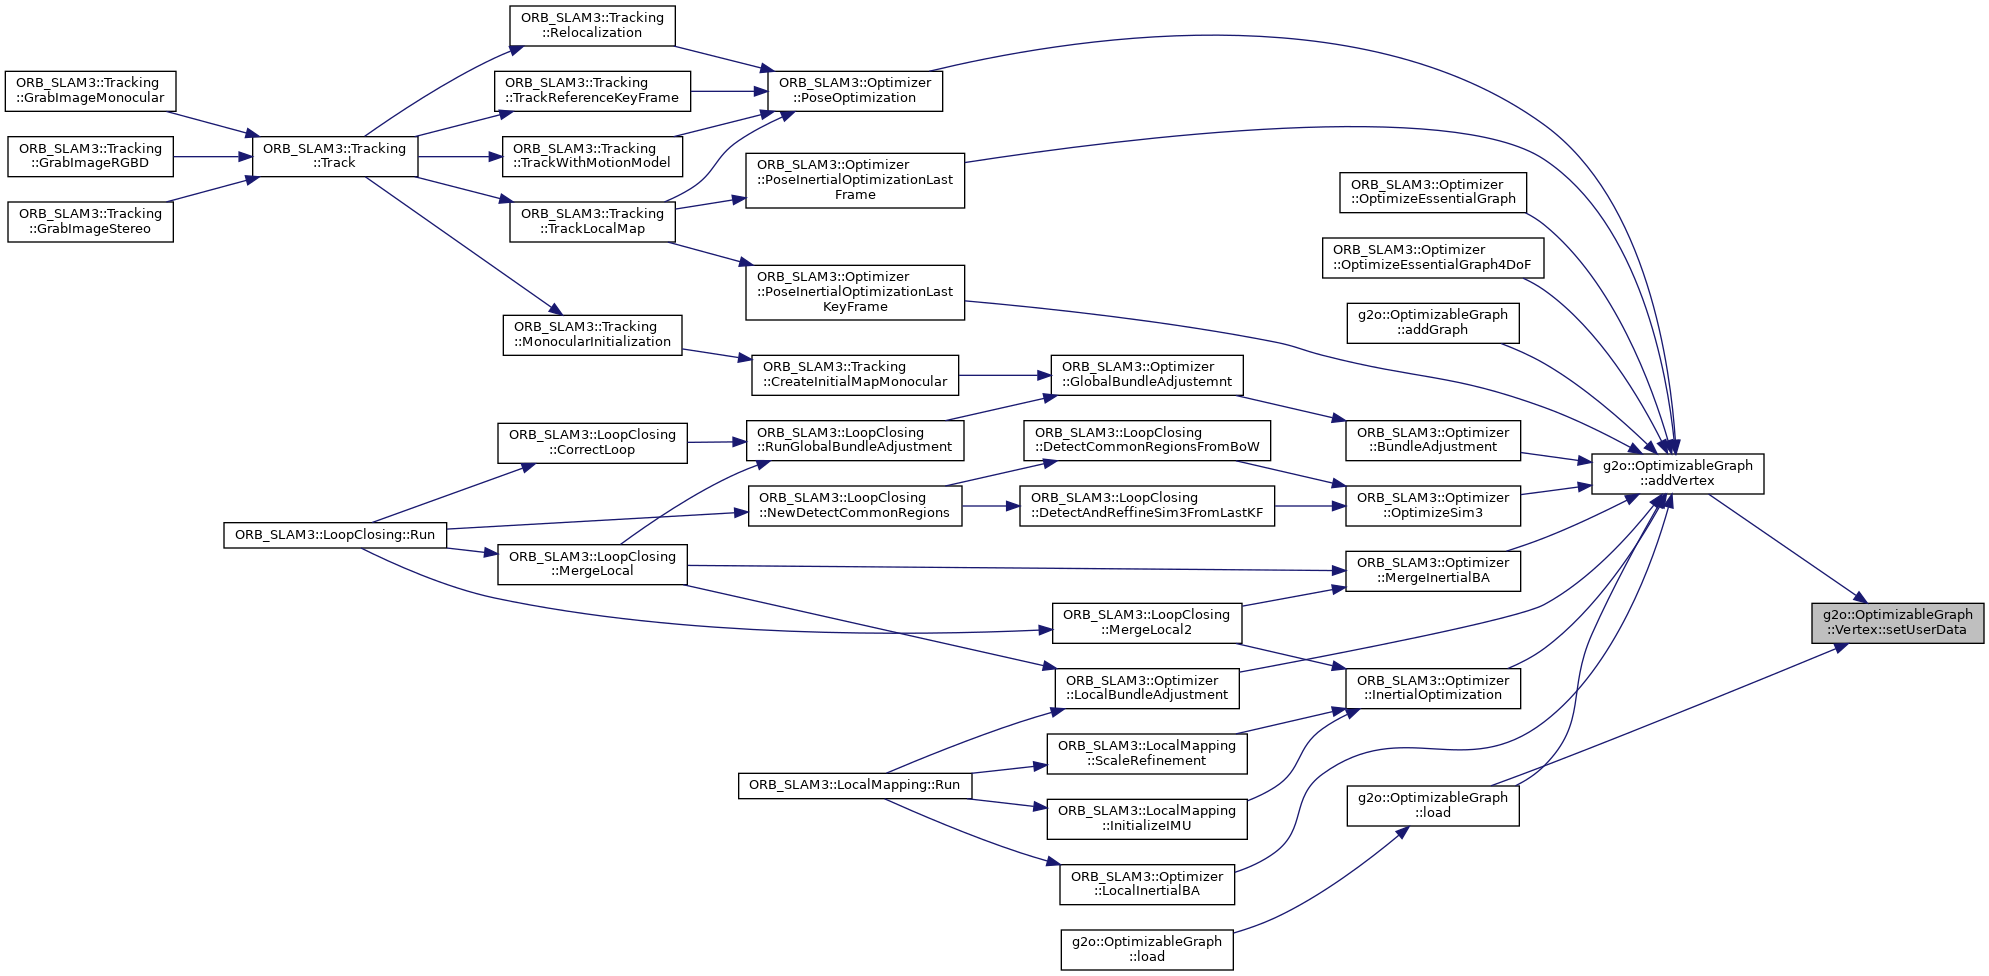 ORB_SLAM3::Tracking
::Relocalization
ORB_SLAM3::Tracking
::GrabImageMonocular
ORB_SLAM3::Tracking
::TrackReferenceKeyFrame
ORB_SLAM3::Optimizer
::PoseOptimization
ORB_SLAM3::Tracking
::GrabImageRGBD
ORB_SLAM3::Tracking
::Track
ORB_SLAM3::Tracking
::TrackWithMotionModel
ORB_SLAM3::Optimizer
::PoseInertialOptimizationLast
Frame
ORB_SLAM3::Optimizer
::OptimizeEssentialGraph
ORB_SLAM3::Tracking
::GrabImageStereo
ORB_SLAM3::Tracking
::TrackLocalMap
ORB_SLAM3::Optimizer
::OptimizeEssentialGraph4DoF
ORB_SLAM3::Optimizer
::PoseInertialOptimizationLast
KeyFrame
g2o::OptimizableGraph
::addGraph
ORB_SLAM3::Tracking
::MonocularInitialization
ORB_SLAM3::Tracking
::CreateInitialMapMonocular
ORB_SLAM3::Optimizer
::GlobalBundleAdjustemnt
ORB_SLAM3::LoopClosing
::CorrectLoop
ORB_SLAM3::LoopClosing
::RunGlobalBundleAdjustment
ORB_SLAM3::LoopClosing
::DetectCommonRegionsFromBoW
ORB_SLAM3::Optimizer
::BundleAdjustment
g2o::OptimizableGraph
::addVertex
ORB_SLAM3::LoopClosing
::NewDetectCommonRegions
ORB_SLAM3::LoopClosing
::DetectAndReffineSim3FromLastKF
ORB_SLAM3::Optimizer
::OptimizeSim3
ORB_SLAM3::LoopClosing::Run
ORB_SLAM3::LoopClosing
::MergeLocal
ORB_SLAM3::Optimizer
::MergeInertialBA
ORB_SLAM3::LoopClosing
::MergeLocal2
g2o::OptimizableGraph
::Vertex::setUserData
ORB_SLAM3::Optimizer
::LocalBundleAdjustment
ORB_SLAM3::Optimizer
::InertialOptimization
ORB_SLAM3::LocalMapping
::ScaleRefinement
ORB_SLAM3::LocalMapping::Run
ORB_SLAM3::LocalMapping
::InitializeIMU
g2o::OptimizableGraph
::load
ORB_SLAM3::Optimizer
::LocalInertialBA
g2o::OptimizableGraph
::load